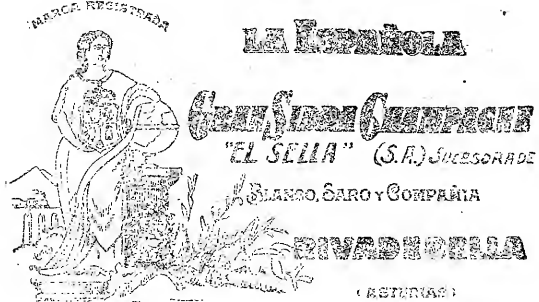 MARCA REGISTRADA
LA ESPAÑOLA
GRAN SIDRA CHAMPAGNE
"EL SELLA" (S.A.) SUCESORA DE
BLANCO, SARO Y COMPAÑIA
RIVADESELLA
(ASTURIAS)